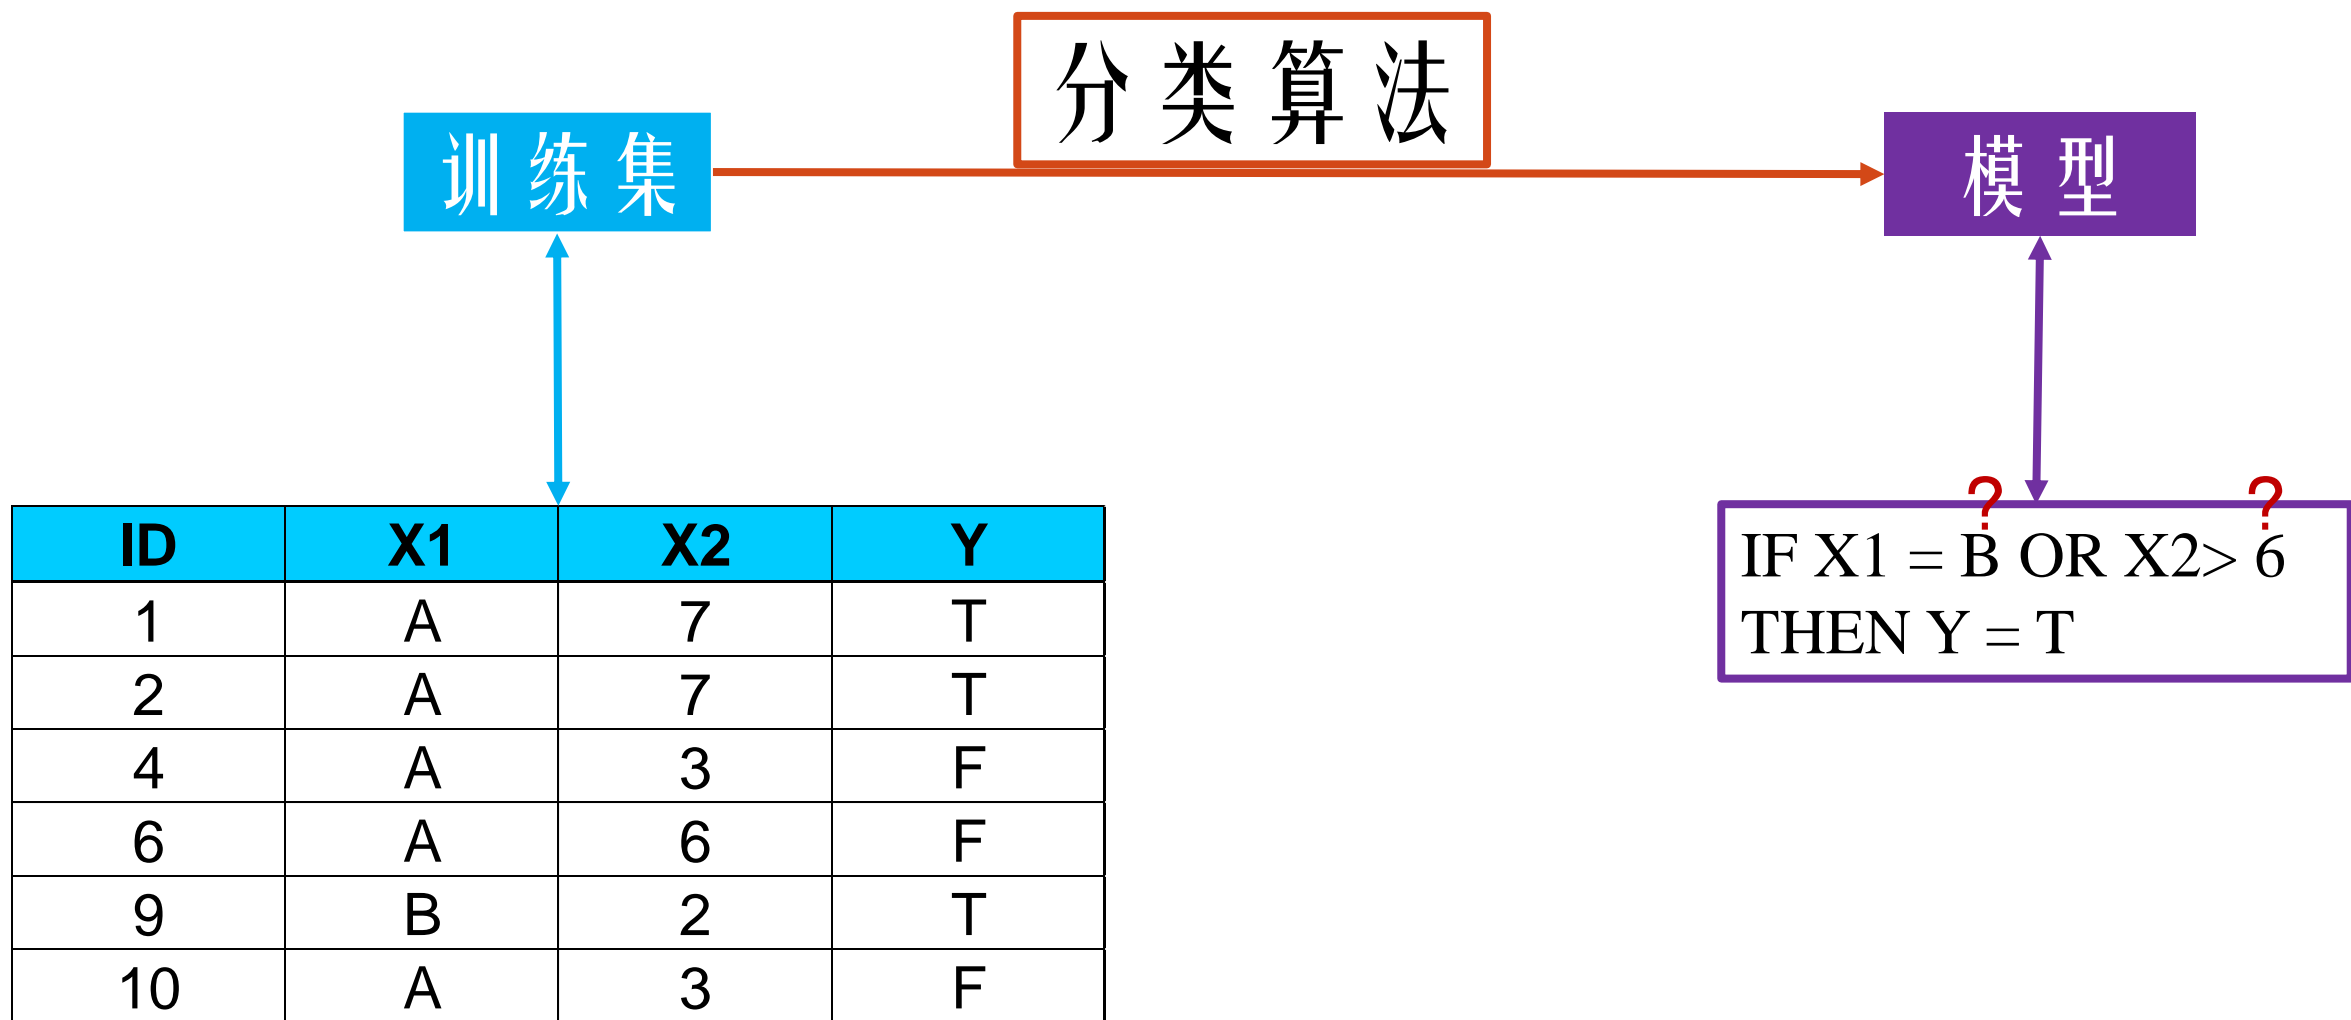 分类算法
训练集
模型
ID X1 X2 Y
1 A 7 T
2 A 7 T
4 A 3 F
6 A 6 F
9 B 2 T
10 A 3 F
? ?
IF X1 = B OR X2> 6
THEN Y = T